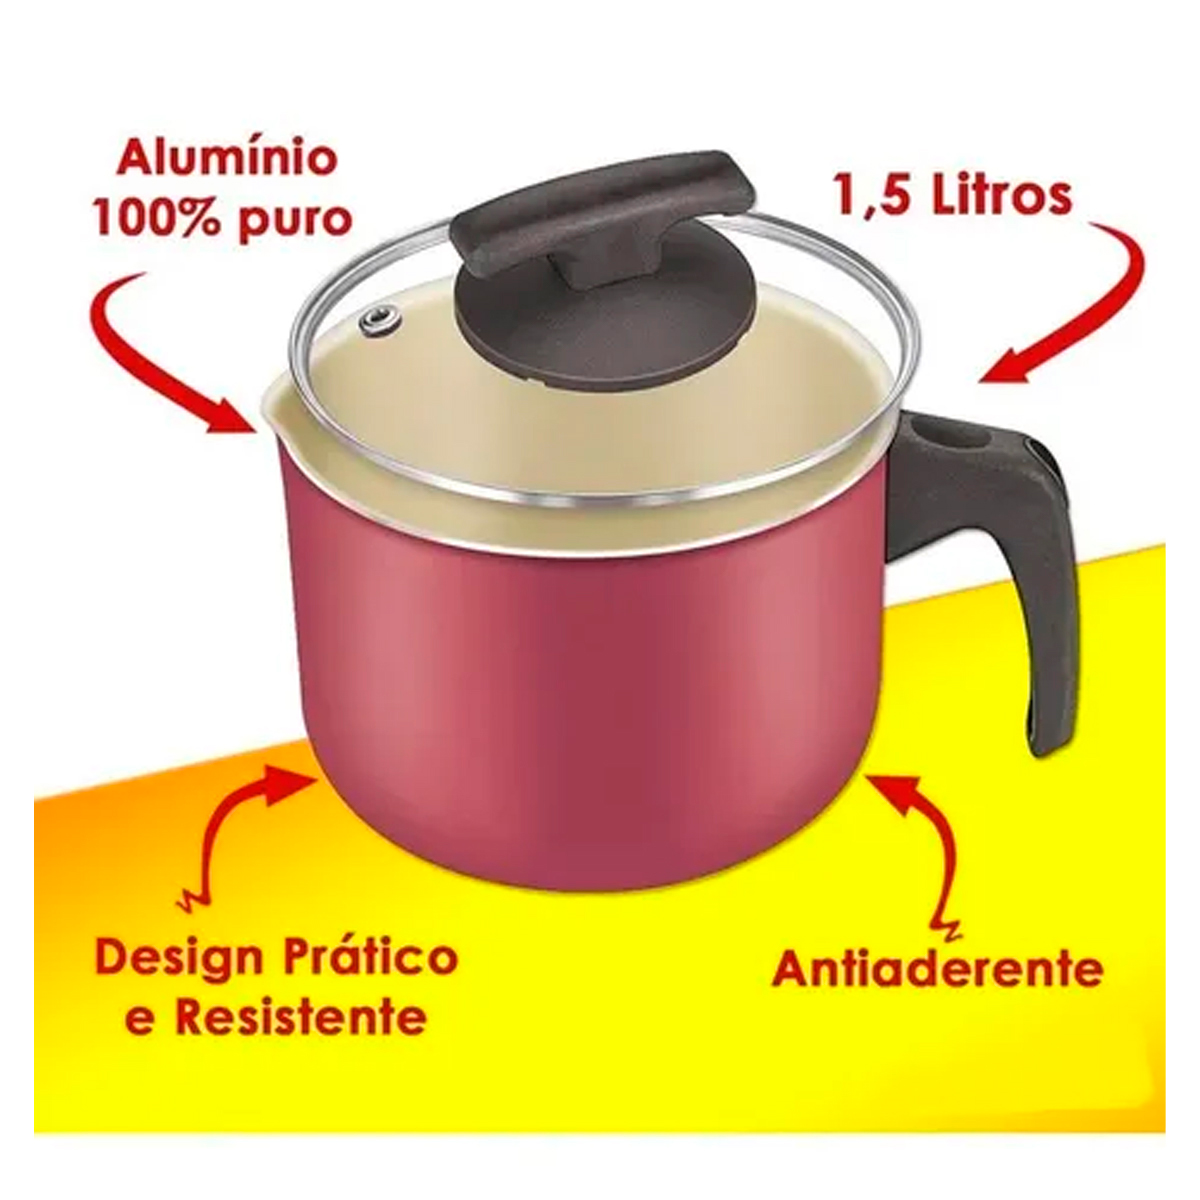 Alumínio
100% puro
1,5 Litros
Design Prático
e Resistente
Antiaderente